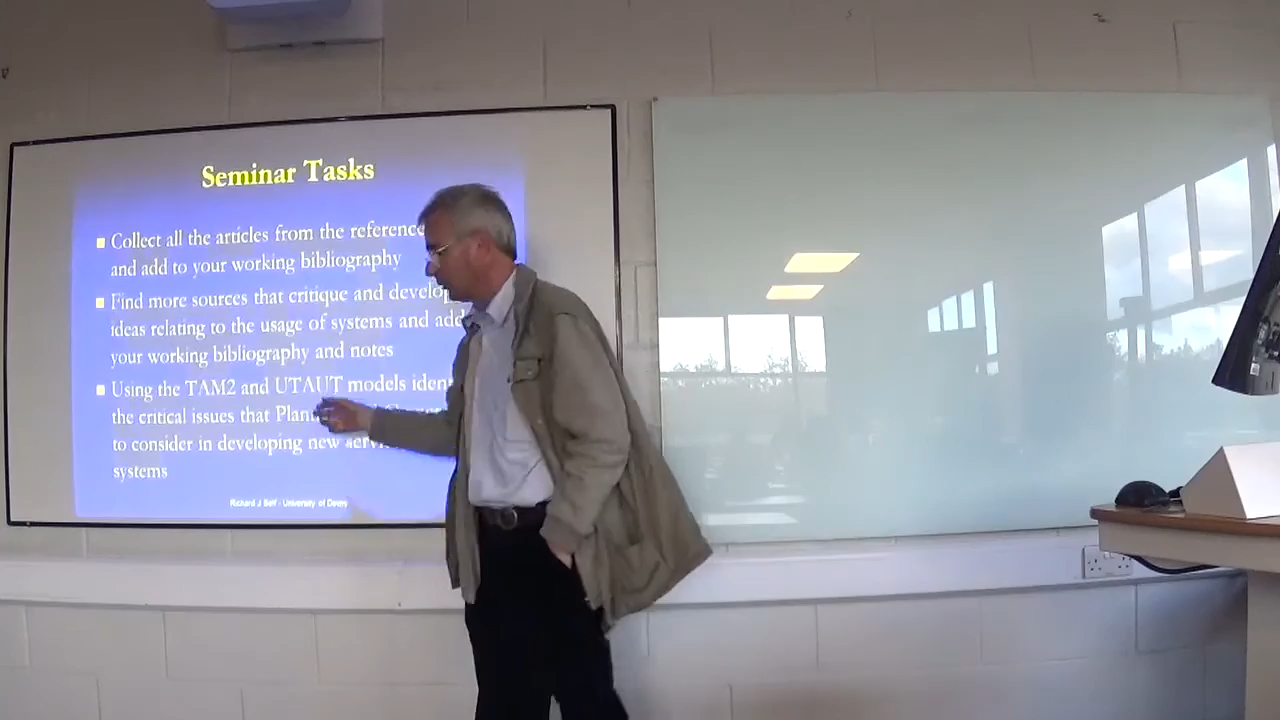 Seminar Tasks
Collect all the articles from the reference
and add to your working bibliography
Find more sources that critique and develop
ideas relating to the usage of systems and add
your working bibliography and notes
Using the TAM2 and UTAUT models iden
the critical issues that
to consider in developing new
systems
Richard J Self - University of Derby